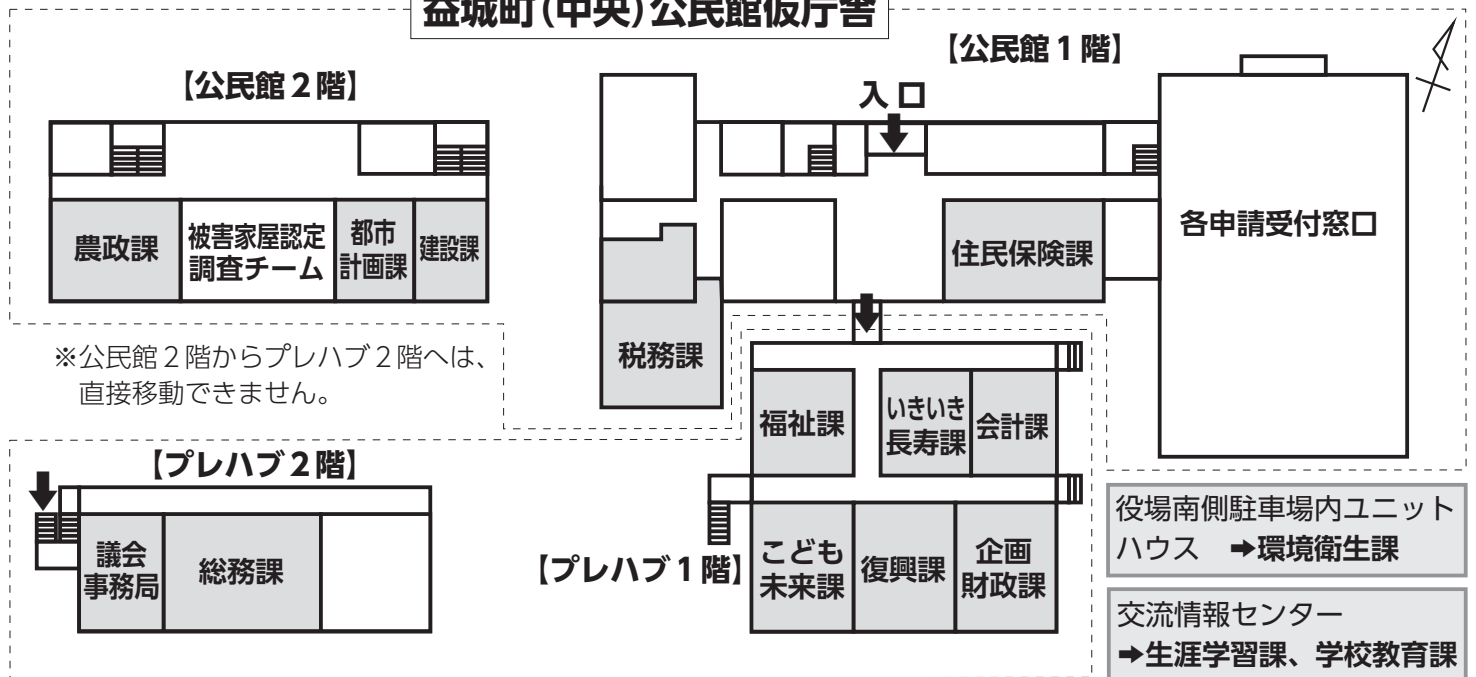 益城町(中央)公民館仮庁舎
【公民館2階】
農政課
被害家屋認定
調査チーム
都市
計画課
建設課
※公民館2階からプレハブ2階へは、
直接移動できません。
【公民館1階】
入口
各申請受付窓口
住民保険課
税務課
福祉課
いきいき
長寿課
会計課
【プレハブ2階】
議会
事務局
総務課
【プレハブ1階】
こども
未来課
復興課
企画
財政課
役場南側駐車場内ユニット
ハウス ➡環境衛生課
交流情報センター
➡生涯学習課、学校教育課